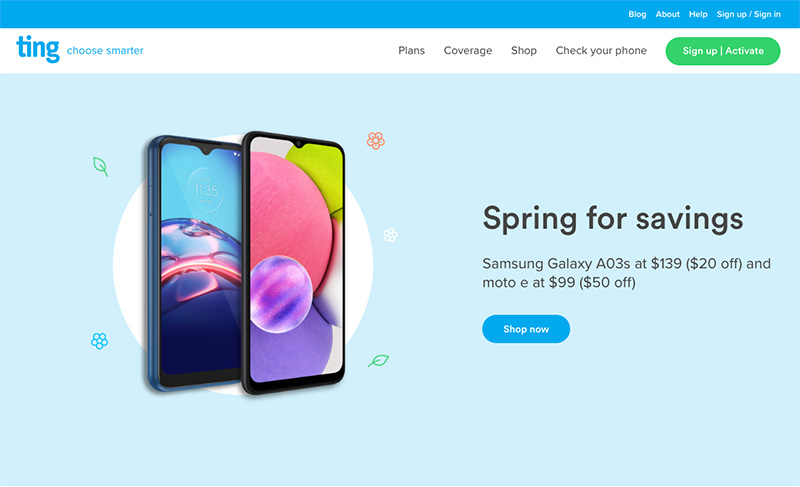 Blog About Help Sign up / Sign in
ting choose smarter
Plans Coverage Shop Check your phone Sign up | Activate
11:35
Spring for savings
Samsung Galaxy A03s at $139 ($20 off) and
moto e at $99 ($50 off)
Shop now